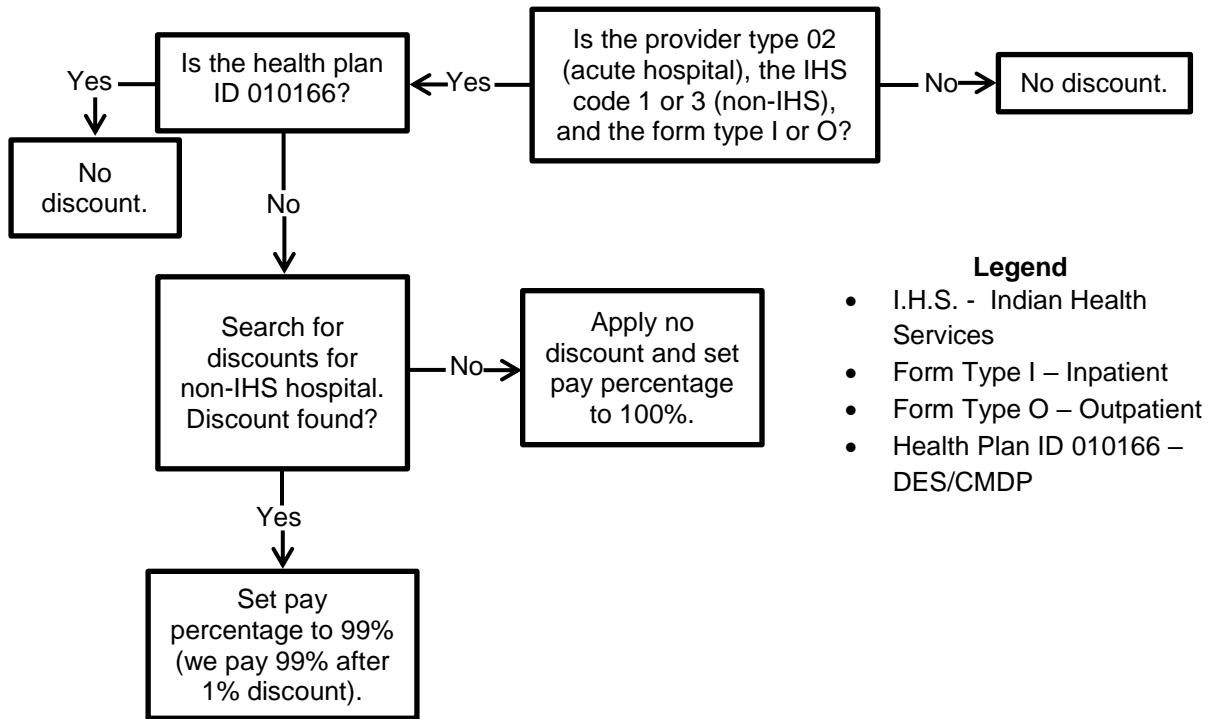 Is the provider type 02
(acute hospital), the IHS
code 1 or 3 (non-IHS),
and the form type I or O?
No
No discount.
Yes
Is the health plan
ID 010166?
Yes
No
discount.
No
Search for
discounts for
non-IHS hospital.
Discount found?
No
Apply no
discount and set
pay percentage
to 100%.
Yes
Set pay
percentage to 99%
(we pay 99% after
1% discount).
Legend
• I.H.S. - Indian Health
Services
• Form Type I – Inpatient
• Form Type O – Outpatient
• Health Plan ID 010166 –
DES/CMDP